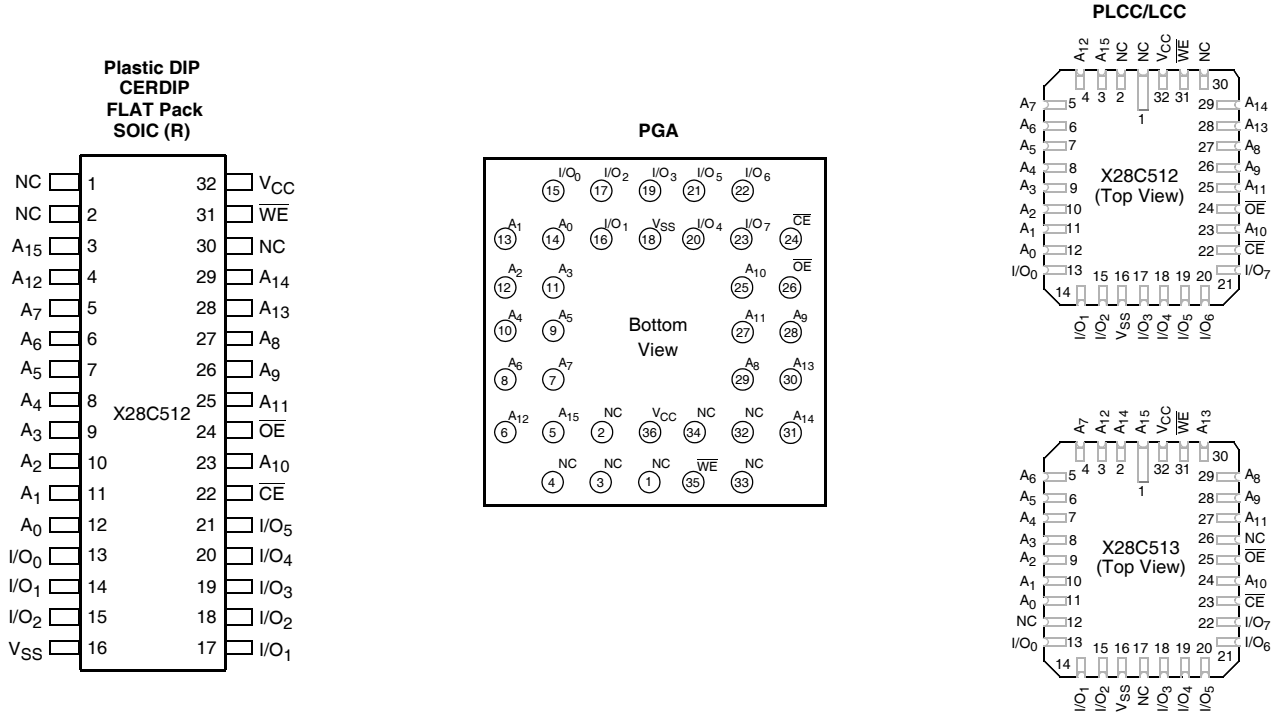 Plastic DIP
CERDIP
FLAT Pack
SOIC (R)
NC 1 32 VCC
NC 2 31 WE
A15 3 30 NC
A12 4 29 A14
A7 5 28 A13
A6 6 27 A8
A5 7 26 A9
A4 8 25 A11
X28C512
A3 9 24 OE
A2 10 23 A10
A1 11 22 CE
A0 12 21 I/O5
I/O0 13 20 I/O4
I/O1 14 19 I/O3
I/O2 15 18 I/O2
VSS 16 17 I/O1
PGA
I/O0 I/O2 I/O3 I/O5 I/O6
15 17 19 21 22
A1 A0 I/O1 VSS I/O4 I/O7 CE
13 14 16 18 20 23 24
A2 A3 A10 OE
12 11 25 26
A4 A5 A11 A9
10 9 27 28
Bottom
View
A6 A7 A8 A13
8 7 29 30
A12 A15 NC VCC NC NC A14
6 5 2 36 34 32 31
NC NC NC WE NC
4 3 1 35 33
PLCC/LCC
A12 A15 NC NC VCC WE NC
4 3 2 1 32 31 30
A7 5 29 A14
A6 6 28 A13
A5 7 27 A8
A4 8 26 A9
A3 9 25 A11
X28C512
(Top View)
A2 10 24 OE
A1 11 23 A10
A0 12 22 CE
I/O0 13 21 I/O7
14 15 16 17 18 19 20
I/O1 I/O2 VSS I/O3 I/O4 I/O5 I/O6
A7 A12 A14 A15 VCC WE A13
4 3 2 1 32 31 30
A6 5 29 A8
A5 6 28 A9
A4 7 27 A11
A3 8 26 NC
A2 9 25 OE
X28C513
(Top View)
A1 10 24 A10
A0 11 23 CE
NC 12 22 I/O7
I/O0 13 21 I/O6
14 15 16 17 18 19 20
I/O1 I/O2 VSS NC I/O3 I/O4 I/O5